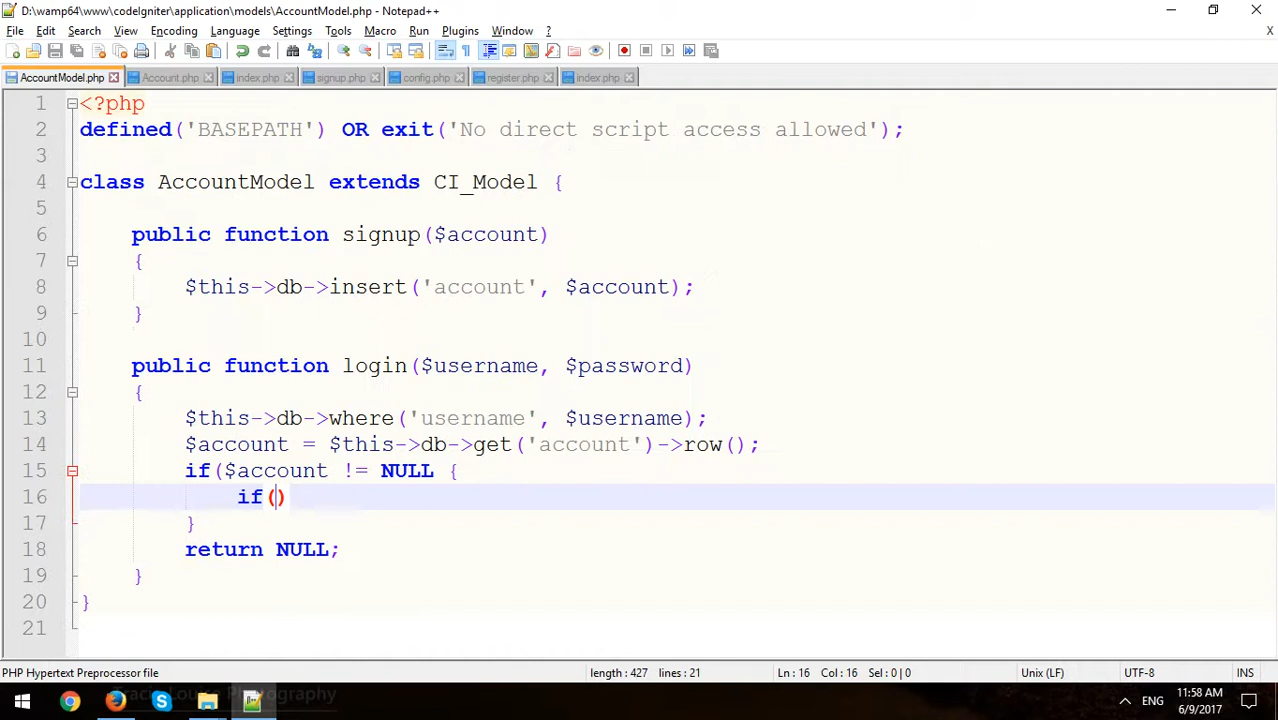 D:\wamp64\www\codeIgniter\application\models\AccountModel.php - Notepad++
File Edit Search View Encoding Language Settings Tools Macro Run Plugins Window ? X
AccountModel.php Account.php index.php signup.php config.php register.php index.php
1 <?php
2 defined('BASEPATH') OR exit('No direct script access allowed');
3
4 class AccountModel extends CI_Model {
5
6 public function signup($account)
7 {
8 $this->db->insert('account', $account);
9 }
10
11 public function login($username, $password)
12 {
13 $this->db->where('username', $username);
14 $account = $this->db->get('account')->row();
15 if($account != NULL {
16 if()
17 }
18 return NULL;
19 }
20 }
21
PHP Hypertext Preprocessor file length : 427 lines : 21 Ln : 16 Col : 16 Sel : 0 | 0 Unix (LF) UTF-8 INS
Photography
ENG 11:58 AM
6/9/2017